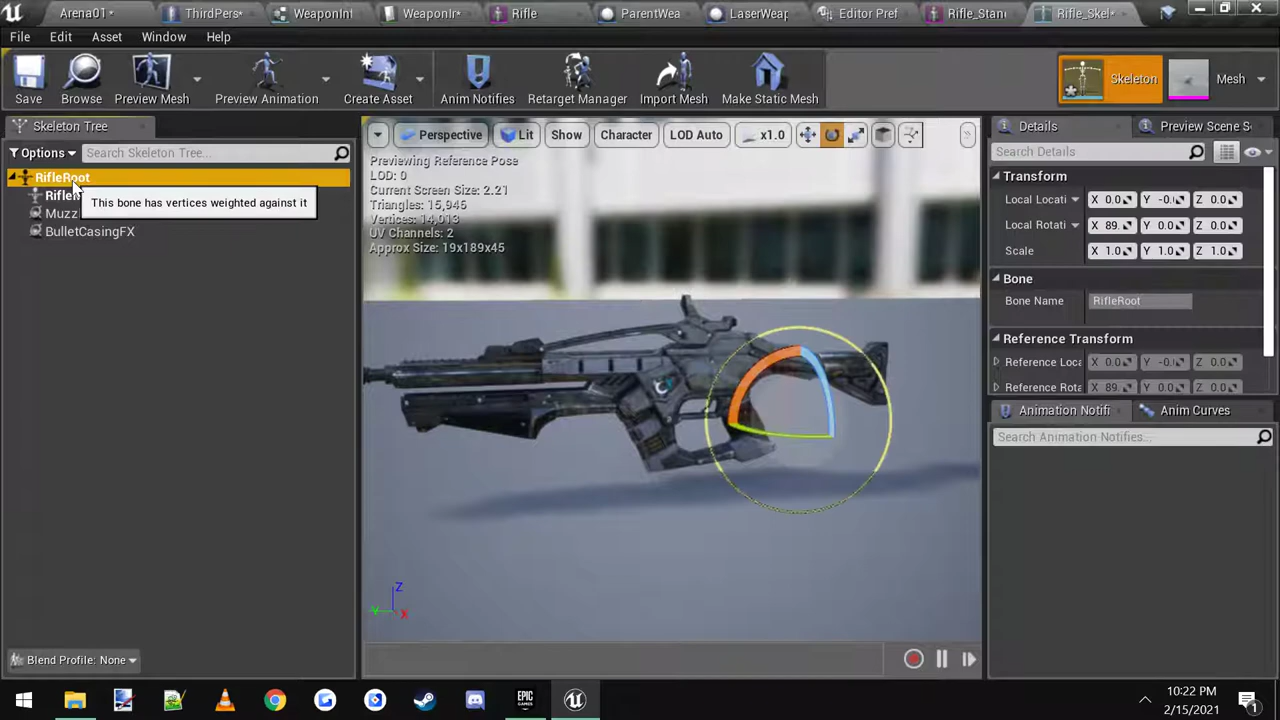 Arena01* ThirdPers* WeaponInt WeaponIn* Rifle ParentWea LaserWeap Editor Pref Rifle_Stan Rifle_Skel*
File Edit Asset Window Help
Save Browse Preview Mesh Preview Animation Create Asset Anim Notifies Retarget Manager Import Mesh Make Static Mesh Skeleton Mesh
Skeleton Tree
Options Search Skeleton Tree...
RifleRoot
Rifle
This bone has vertices weighted against it
Muzz
BulletCasingFX
Blend Profile: None
Perspective Lit Show Character LOD Auto x1.0
Previewing Reference Pose
LOD: 0
Current Screen Size: 2.21
Triangles: 15,946
Vertices: 14,013
UV Channels: 2
Approx Size: 19x189x45
Z
Y X
Details Preview Scene S
Search Details
Transform
Local Locati X 0.0 Y -0. Z 0.0
Local Rotati X 89. Y 0.0 Z 0.0
Scale X 1.0 Y 1.0 Z 1.0
Bone
Bone Name RifleRoot
Reference Transform
Reference Loca X 0.0 Y -0. Z 0.0
Reference Rota X 89. Y 0.0 Z 0.0
Animation Notifi Anim Curves
Search Animation Notifies...
EPIC GAMES
10:22 PM
2/15/2021
1